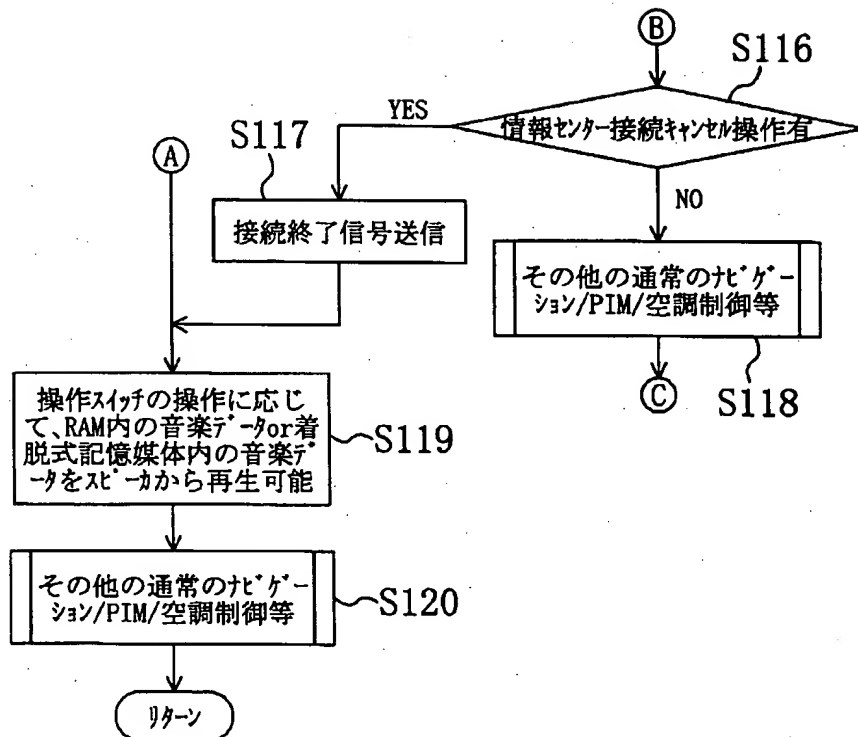 B
S116
YES
情報センター接続キャンセル操作有
S117
A
NO
接続終了信号送信
その他の通常のナビゲー
ション/PIM/空調制御等
C
S118
操作スイッチの操作に応じ
て、RAM内の音楽データor着
脱式記憶媒体内の音楽デ
ータをスピーカから再生可能
S119
その他の通常のナビゲー
ション/PIM/空調制御等
S120
リターン